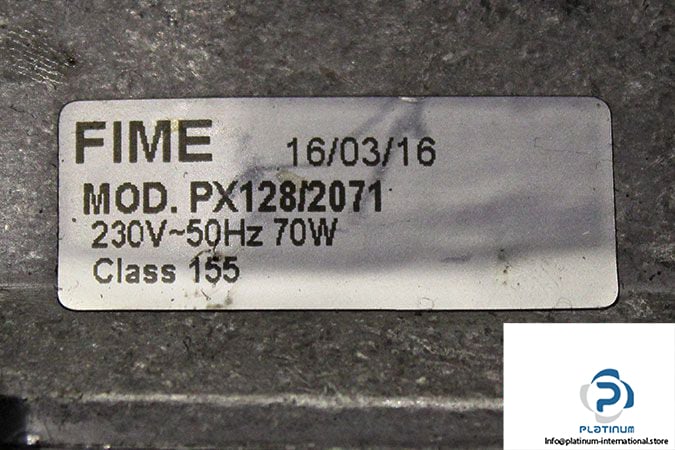 FIME 16/03/16
MOD. PX128/2071
230V~50Hz 70W
Class 155
PLATINUM
Info@platinum-international.store